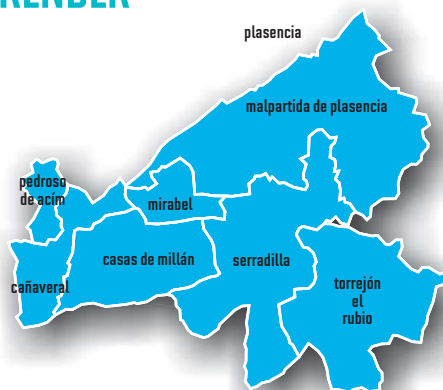 plasencia
malpartida de plasencia
pedroso
de acím
mirabel
casas de millán
serradilla
cañaveral
torrejón
el
rubio